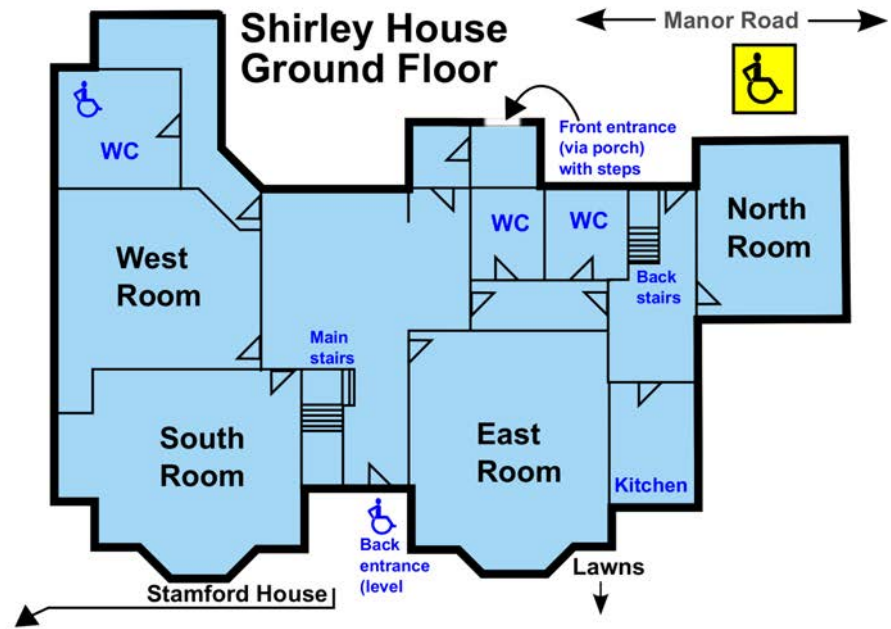 Shirley House
Ground Floor
Manor Road
Front entrance
(via porch)
with steps
WC
WC
WC
North
Room
West
Room
Back
stairs
Main
stairs
South
Room
East
Room
Kitchen
Back
entrance
(level
Lawns
Stamford House